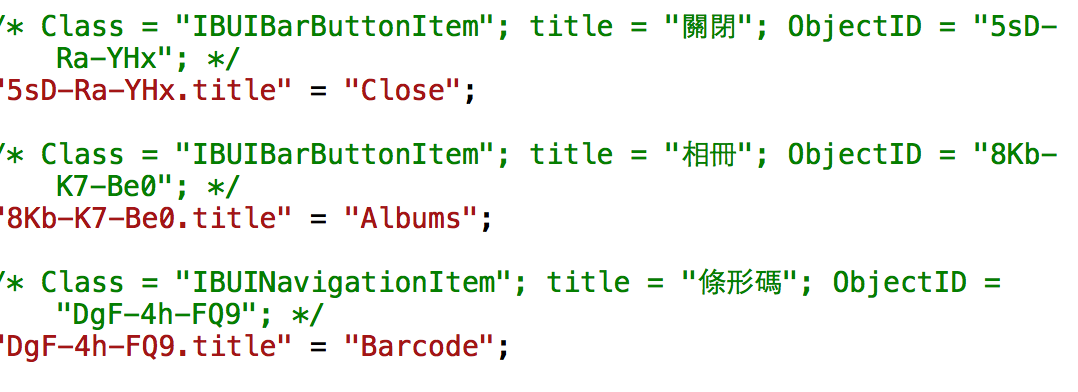 /* Class = "IBUIBarButtonItem"; title = "關閉"; ObjectID = "5sD-
Ra-YHx"; */
"5sD-Ra-YHx.title" = "Close";
/* Class = "IBUIBarButtonItem"; title = "相冊"; ObjectID = "8Kb-
K7-Be0"; */
"8Kb-K7-Be0.title" = "Albums";
/* Class = "IBUINavigationItem"; title = "條形碼"; ObjectID =
"DgF-4h-FQ9"; */
"DgF-4h-FQ9.title" = "Barcode";